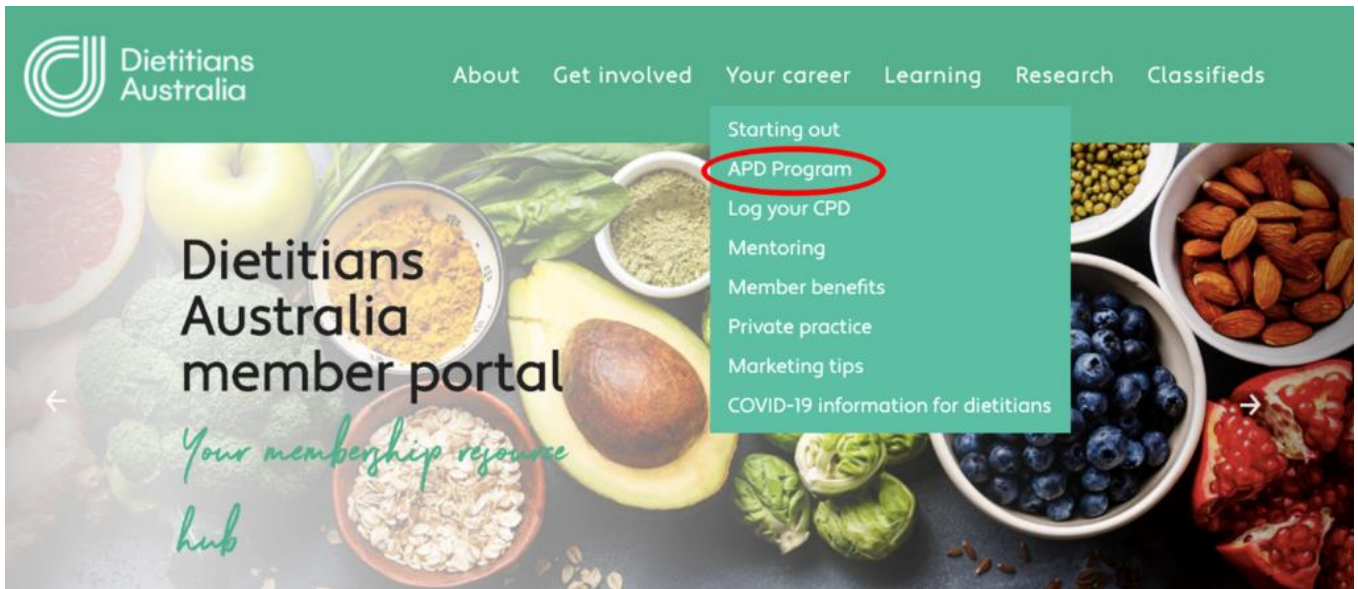 Dietitians
Australia
About Get involved Your career Learning Research Classifieds
Starting out
APD Program
Log your CPD
Mentoring
Member benefits
Private practice
Marketing tips
COVID-19 information for dietitians
Dietitians
Australia
member portal
Your membership resource
hub